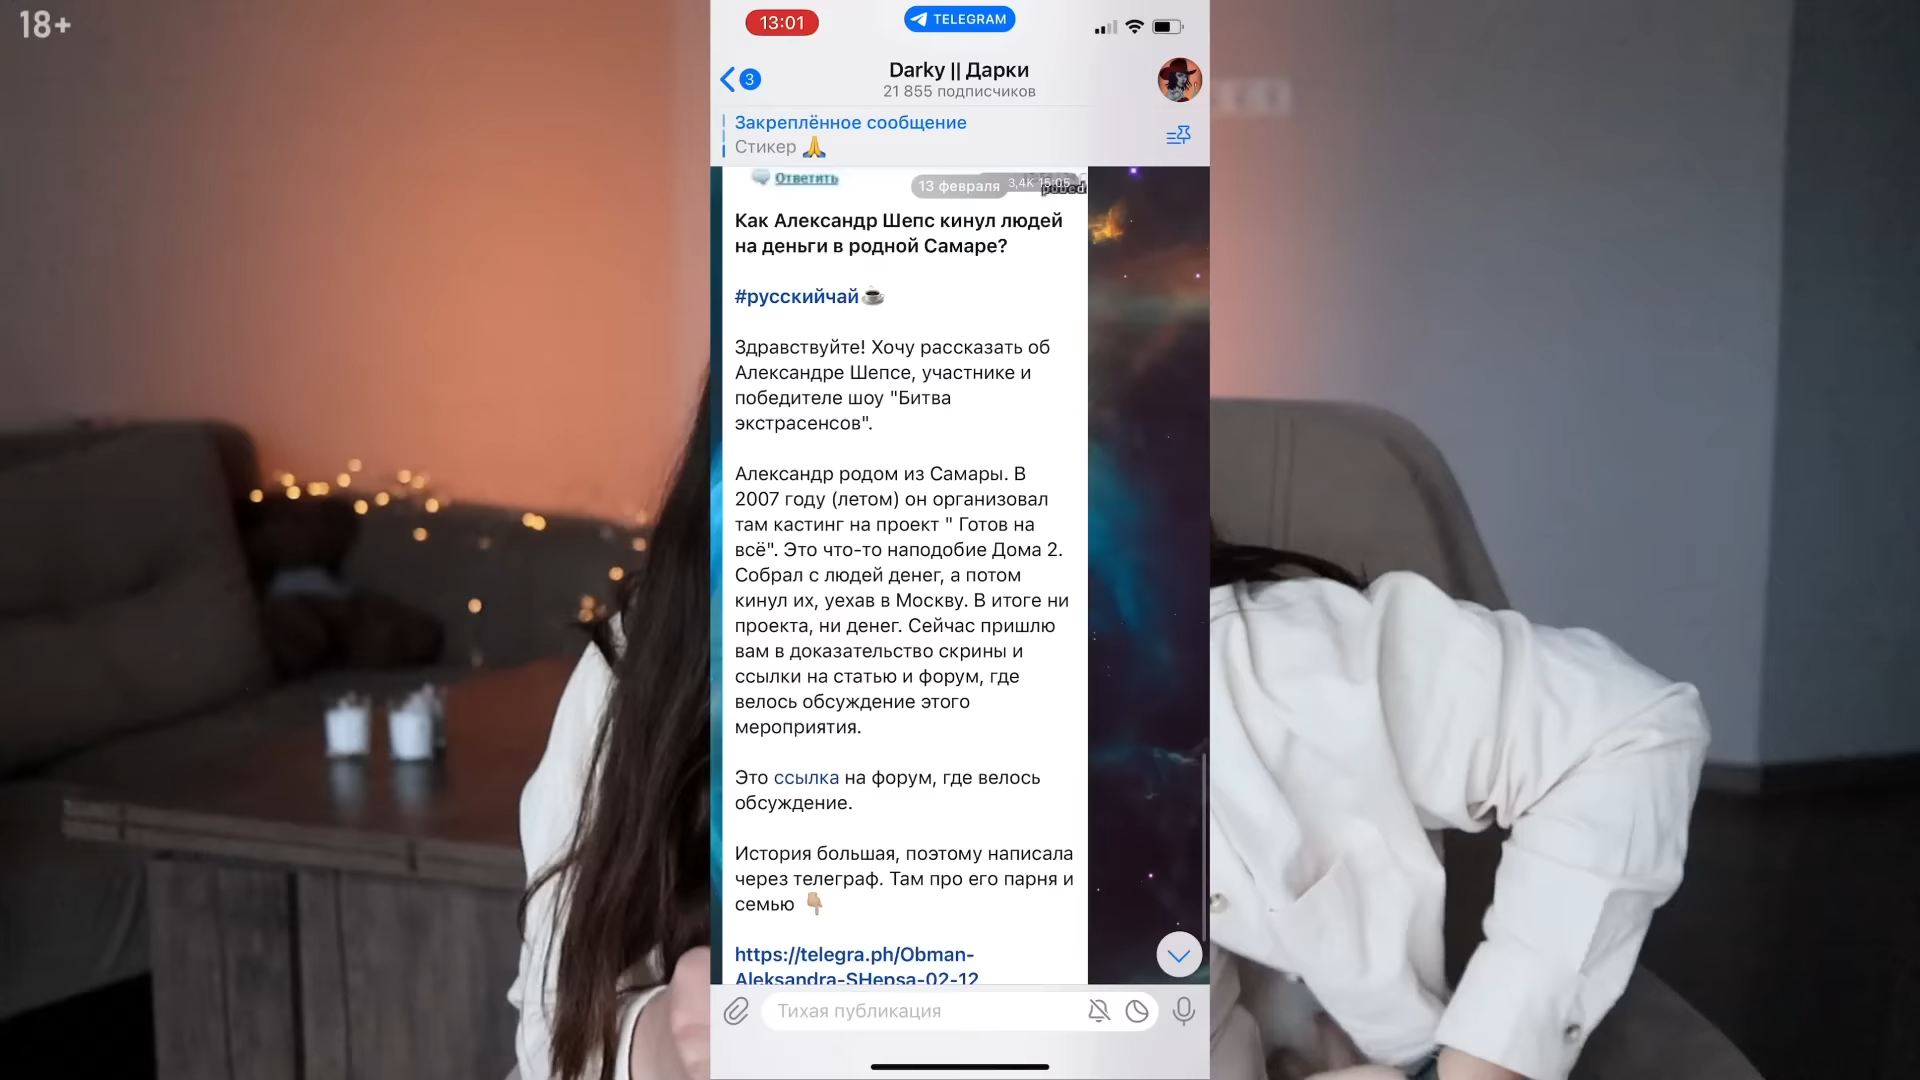 18+
13:01
TELEGRAM
3
Darky || Дарки
21 855 подписчиков
Закреплённое сообщение
Стикер 🙏
Ответить
13 февраля
3,4K 15:05
Как Александр Шепс кинул людей
на деньги в родной Самаре?
#русскийчай☕
Здравствуйте! Хочу рассказать об
Александре Шепсе, участнике и
победителе шоу "Битва
экстрасенсов".
Александр родом из Самары. В
2007 году (летом) он организовал
там кастинг на проект " Готов на
всё". Это что-то наподобие Дома 2.
Собрал с людей денег, а потом
кинул их, уехав в Москву. В итоге ни
проекта, ни денег. Сейчас пришлю
вам в доказательство скрины и
ссылки на статью и форум, где
велось обсуждение этого
мероприятия.
Это ссылка на форум, где велось
обсуждение.
История большая, поэтому написала
через телеграф. Там про его парня и
семью 👇🏼
https://telegra.ph/Obman-
Aleksandra-SHepsa-02-12
Тихая публикация